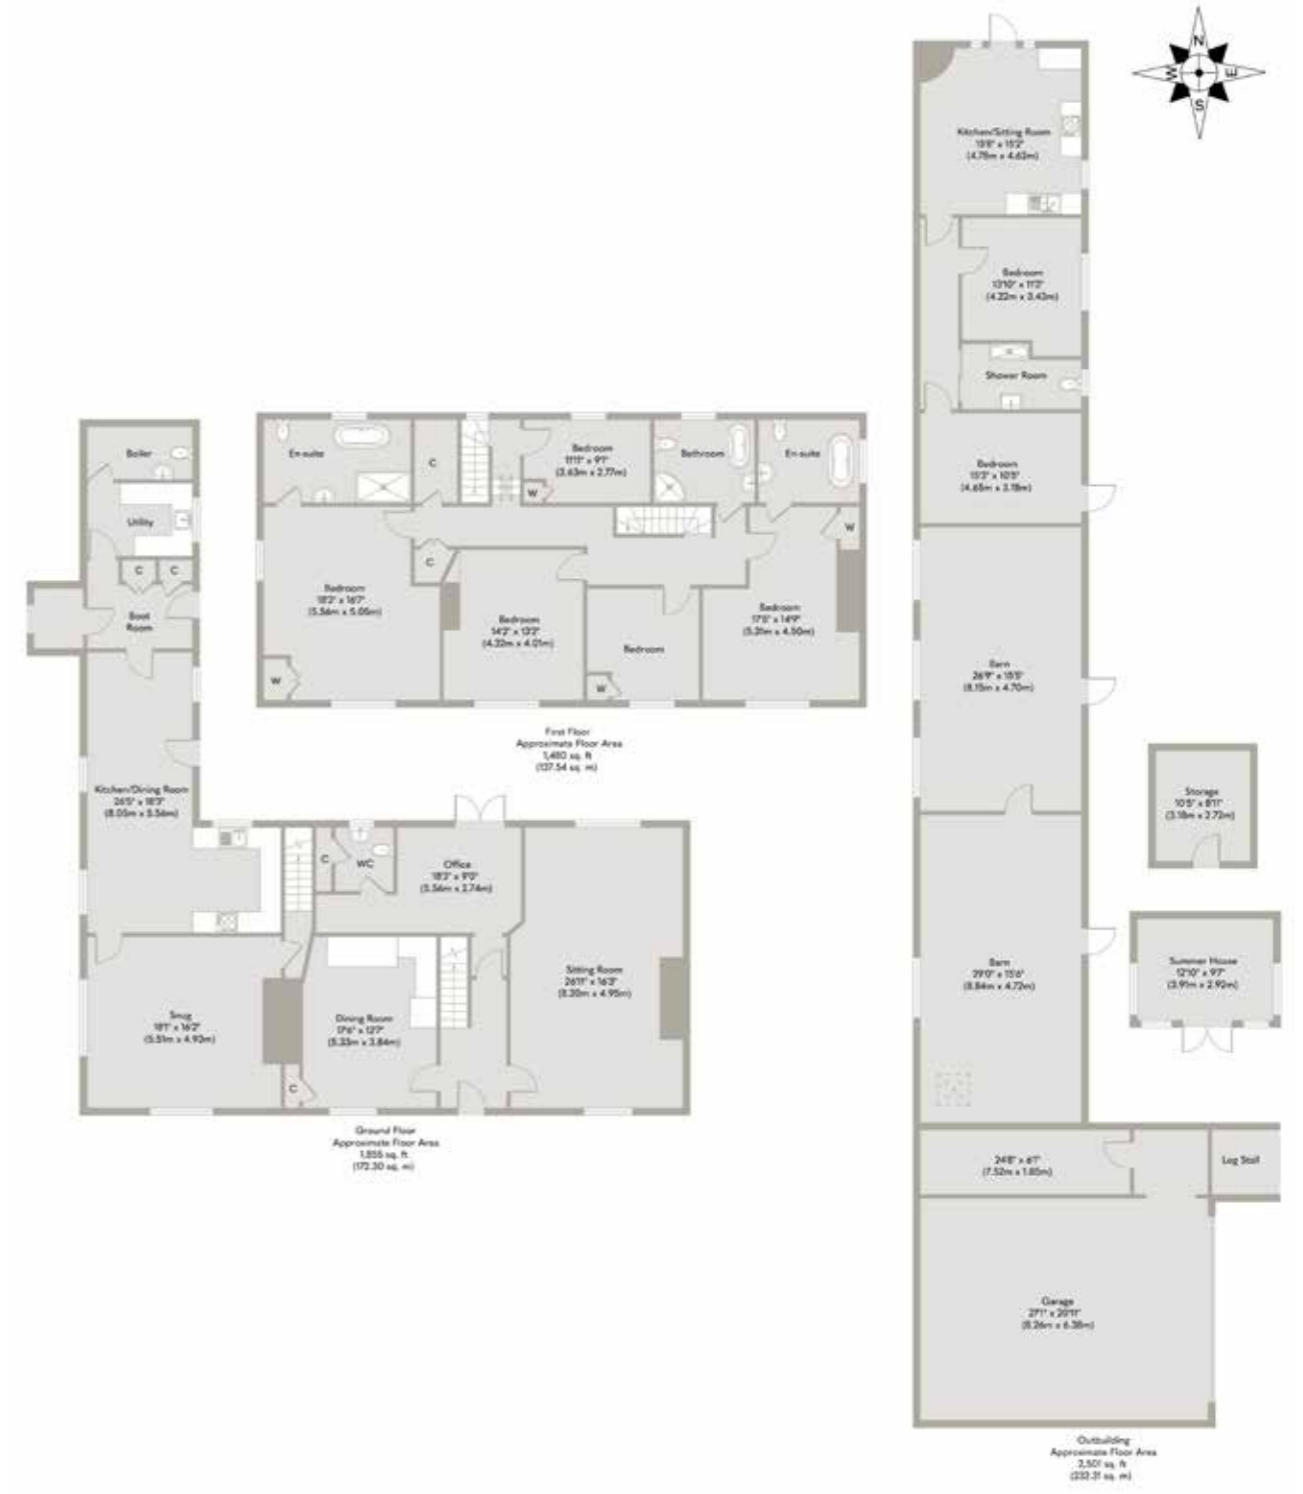 N
W
E
S
Kitchen/Sitting Room
15'8" x 15'2"
(4.78m x 4.62m)
Bedroom
13'10" x 11'3"
(4.22m x 3.43m)
Shower Room
Bedroom
15'3" x 10'5"
(4.65m x 3.18m)
Barn
26'9" x 15'5"
(8.15m x 4.70m)
Barn
29'0" x 15'6"
(8.84m x 4.72m)
24'8" x 6'1"
(7.52m x 1.85m)
Log Stall
Garage
27'1" x 20'11"
(8.26m x 6.38m)
Outbuilding
Approximate Floor Area
2,501 sq. ft
(232.31 sq. m)
Storage
10'5" x 8'11"
(3.18m x 2.72m)
Summer House
12'10" x 9'7"
(3.91m x 2.92m)
En-suite
C
Bedroom
11'11" x 9'1"
(3.63m x 2.77m)
W
Bathroom
En-suite
W
C
Bedroom
18'3" x 16'7"
(5.56m x 5.05m)
W
Bedroom
14'2" x 13'2"
(4.32m x 4.01m)
Bedroom
W
Bedroom
17'5" x 14'9"
(5.31m x 4.50m)
First Floor
Approximate Floor Area
1,480 sq. ft
(137.54 sq. m)
Boiler
Utility
C
C
Boot
Room
Kitchen/Dining Room
26'5" x 18'3"
(8.05m x 5.56m)
C
WC
Office
18'3" x 9'0"
(5.56m x 2.74m)
Sitting Room
26'11" x 16'3"
(8.20m x 4.95m)
Snug
18'1" x 16'2"
(5.51m x 4.93m)
Dining Room
17'6" x 12'7"
(5.33m x 3.84m)
C
Ground Floor
Approximate Floor Area
1,855 sq. ft
(172.30 sq. m)